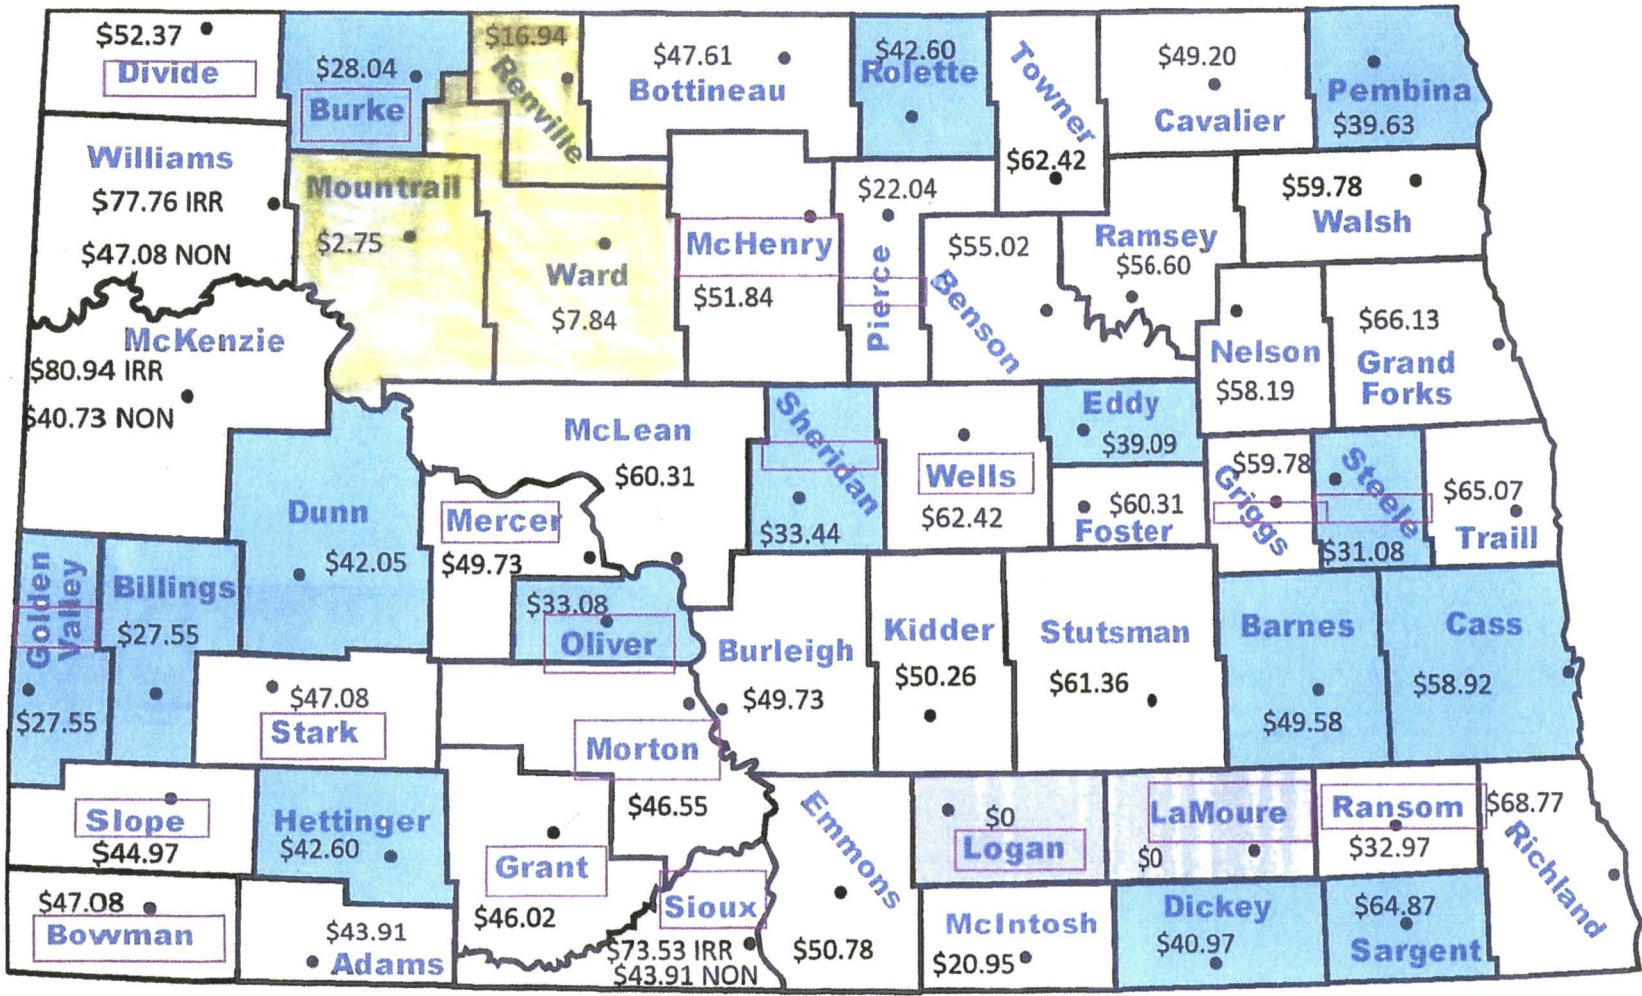 $52.37
Divide
$28.04
Burke
$16.94
Renville
$47.61
Bottineau
$42.60
Rolette
Towner
$62.42
$49.20
Cavalier
Pembina
$39.63
Williams
$77.76 IRR
$47.08 NON
Mountrail
$2.75
Ward
$7.84
McHenry
$51.84
$22.04
Pierce
$55.02
Benson
Ramsey
$56.60
$59.78
Walsh
McKenzie
$80.94 IRR
$40.73 NON
Nelson
$58.19
$66.13
Grand
Forks
McLean
$60.31
Sheridan
$33.44
Wells
$62.42
Eddy
$39.09
$60.31
Foster
$59.78
Griggs
Steele
$31.08
$65.07
Traill
Dunn
$42.05
Mercer
$49.73
$33.08
Oliver
Golden
Valley
$27.55
Billings
$27.55
$47.08
Stark
Morton
$46.55
Burleigh
$49.73
Kidder
$50.26
Stutsman
$61.36
Barnes
$49.58
Cass
$58.92
Slope
$44.97
Hettinger
$42.60
Grant
$46.02
Sioux
$73.53 IRR
$43.91 NON
Emmons
$50.78
$0
Logan
LaMoure
$0
Ransom
$32.97
$68.77
Richland
$47.08
Bowman
$43.91
Adams
McIntosh
$20.95
Dickey
$40.97
$64.87
Sargent